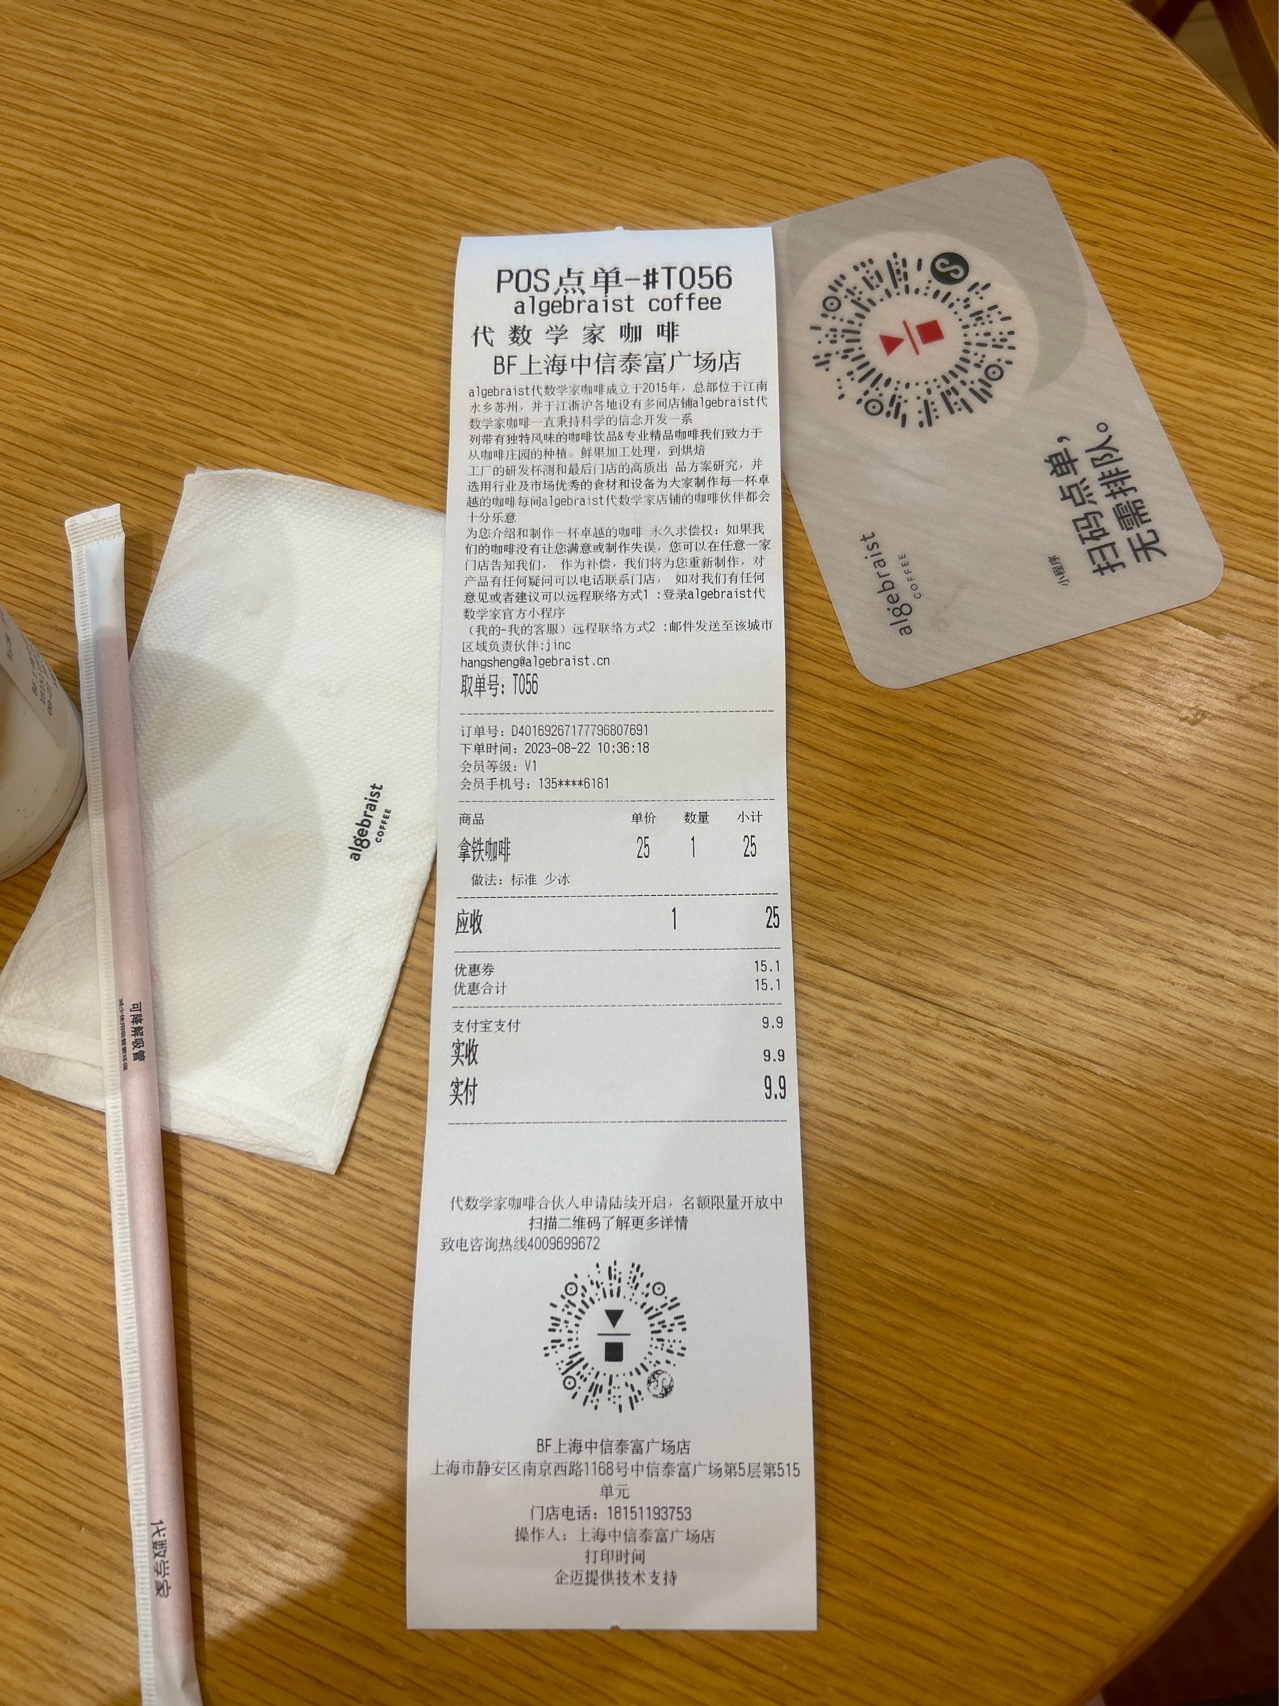 POS点单-#T056
algebraist coffee
代数学家咖啡
BF上海中信泰富广场店
algebraist代数学家咖啡成立于2015年，总部位于江南
水乡苏州，并于江浙沪各地设有多间店铺algebraist代
数学家咖啡一直秉持科学的信念开发一系
列带有独特风味的咖啡饮品&专业精品咖啡我们致力于
从咖啡庄园的种植。鲜果加工处理，到烘焙
工厂的研发杯测和最后门店的高质出 品方案研究，并
选用行业及市场优秀的食材和设备为大家制作每一杯卓
越的咖啡每间algebraist代数学家店铺的咖啡伙伴都会
十分乐意
为您介绍和制作一杯卓越的咖啡 永久求偿权：如果我
们的咖啡没有让您满意或制作失误，您可以在任意一家
门店告知我们， 作为补偿，我们将为您重新制作，对
产品有任何疑问可以电话联系门店， 如对我们有任何
意见或者建议可以远程联络方式1 :登录algebraist代
数学家官方小程序
（我的-我的客服）远程联络方式2 :邮件发送至该城市
区域负责伙伴:jinc
hangsheng@algebraist.cn
取单号：T056
订单号：D40169267177796807691
下单时间：2023-08-22 10:36:18
会员等级：V1
会员手机号：135****6161
商品 单价 数量 小计
拿铁咖啡 25 1 25
做法：标准 少冰
应收 1 25
优惠券 15.1
优惠合计 15.1
支付宝支付 9.9
实收 9.9
实付 9.9
代数学家咖啡合伙人申请陆续开启，名额限量开放中
扫描二维码了解更多详情
致电咨询热线4009699672
BF上海中信泰富广场店
上海市静安区南京西路1168号中信泰富广场第5层第515
单元
门店电话：18151193753
操作人：上海中信泰富广场店
打印时间
企迈提供技术支持
扫码点单，
无需排队。
小程序
algebraist
COFFEE
algebraist
COFFEE
可降解吸管
代数学家